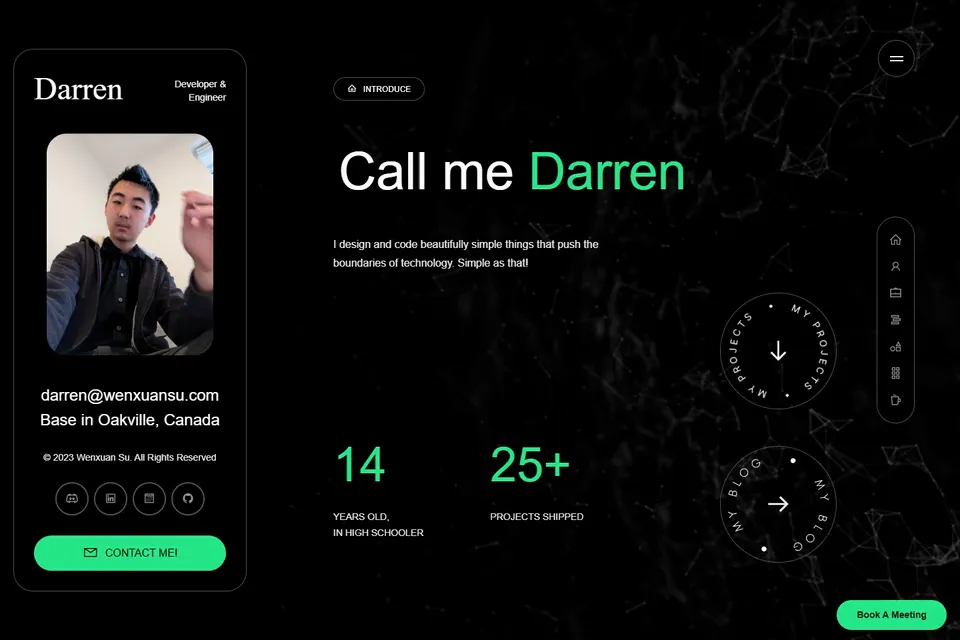 Darren
Developer &
Engineer
darren@wenxuansu.com
Base in Oakville, Canada
© 2023 Wenxuan Su. All Rights Reserved
CONTACT ME!
INTRODUCE
Call me Darren
I design and code beautifully simple things that push the
boundaries of technology. Simple as that!
14
YEARS OLD,
IN HIGH SCHOOLER
25+
PROJECTS SHIPPED
MY PROJECTS • MY PROJECTS •
MY BLOG • MY BLOG •
Book A Meeting